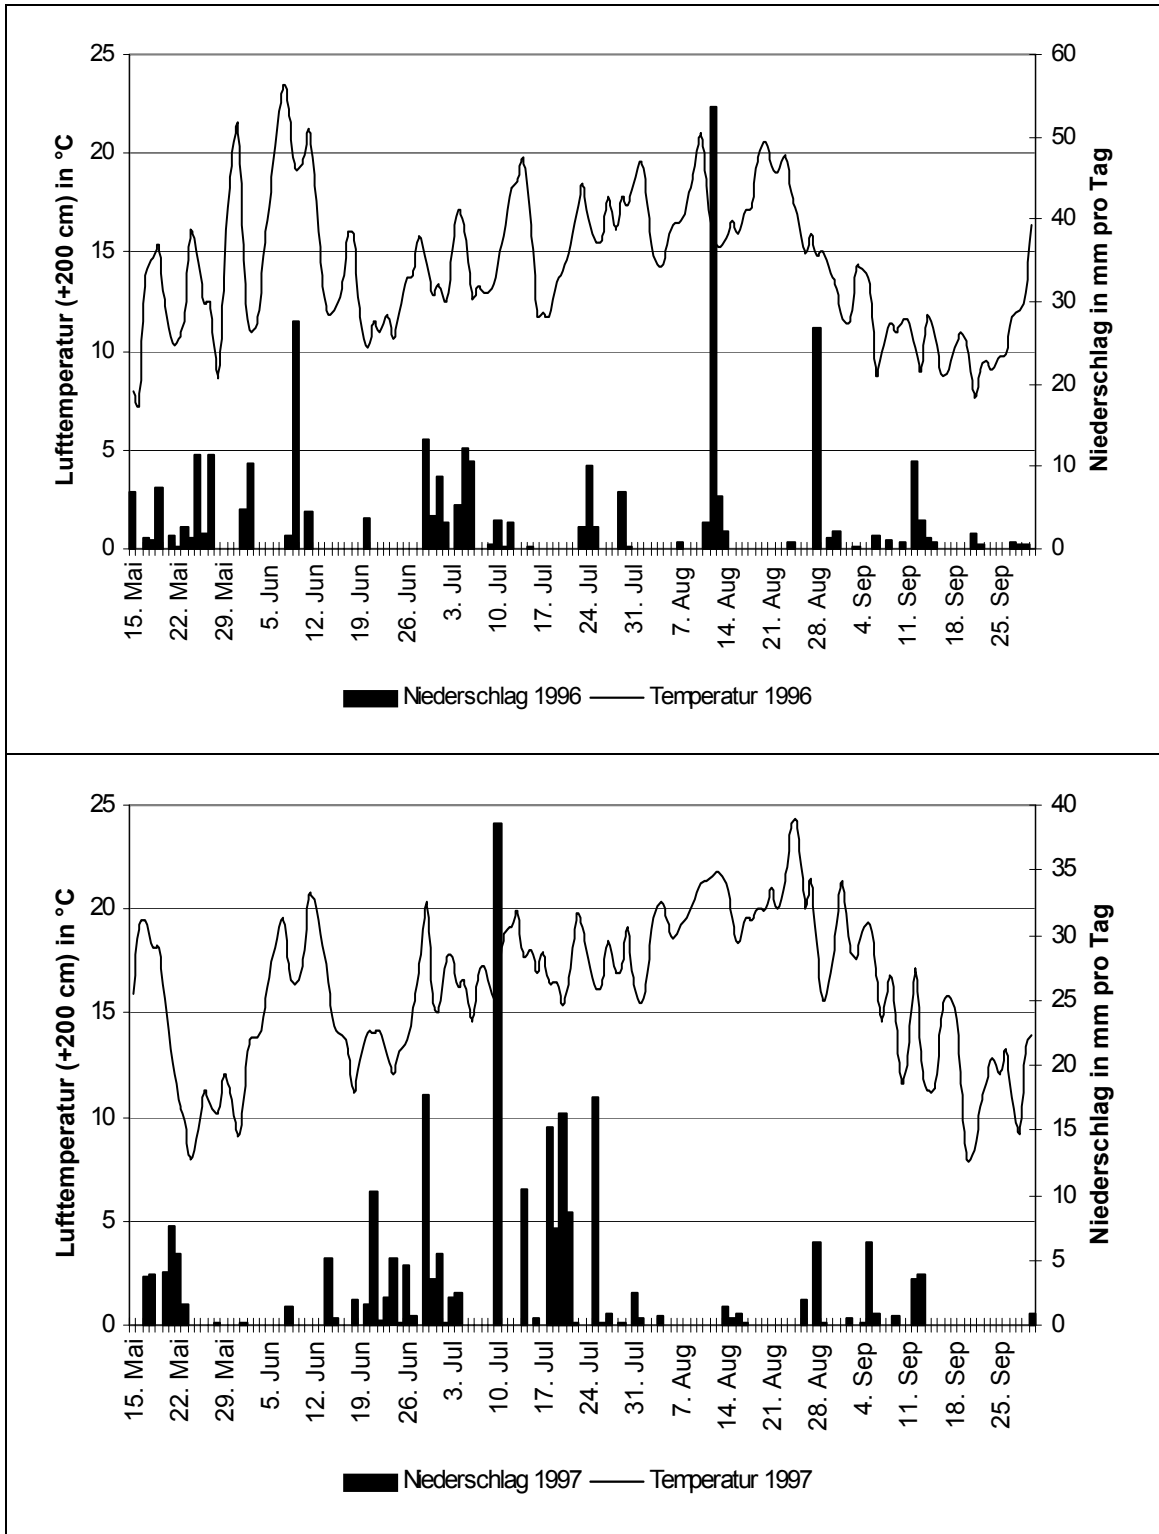 Lufttemperatur (+200 cm) in °C
25
20
15
10
5
0
Niederschlag in mm pro Tag
60
50
40
30
20
10
0
15. Mai
22. Mai
29. Mai
5. Jun
12. Jun
19. Jun
26. Jun
3. Jul
10. Jul
17. Jul
24. Jul
31. Jul
7. Aug
14. Aug
21. Aug
28. Aug
4. Sep
11. Sep
18. Sep
25. Sep
Niederschlag 1996 Temperatur 1996
Lufttemperatur (+200 cm) in °C
25
20
15
10
5
0
Niederschlag in mm pro Tag
40
35
30
25
20
15
10
5
0
15. Mai
22. Mai
29. Mai
5. Jun
12. Jun
19. Jun
26. Jun
3. Jul
10. Jul
17. Jul
24. Jul
31. Jul
7. Aug
14. Aug
21. Aug
28. Aug
4. Sep
11. Sep
18. Sep
25. Sep
Niederschlag 1997 Temperatur 1997